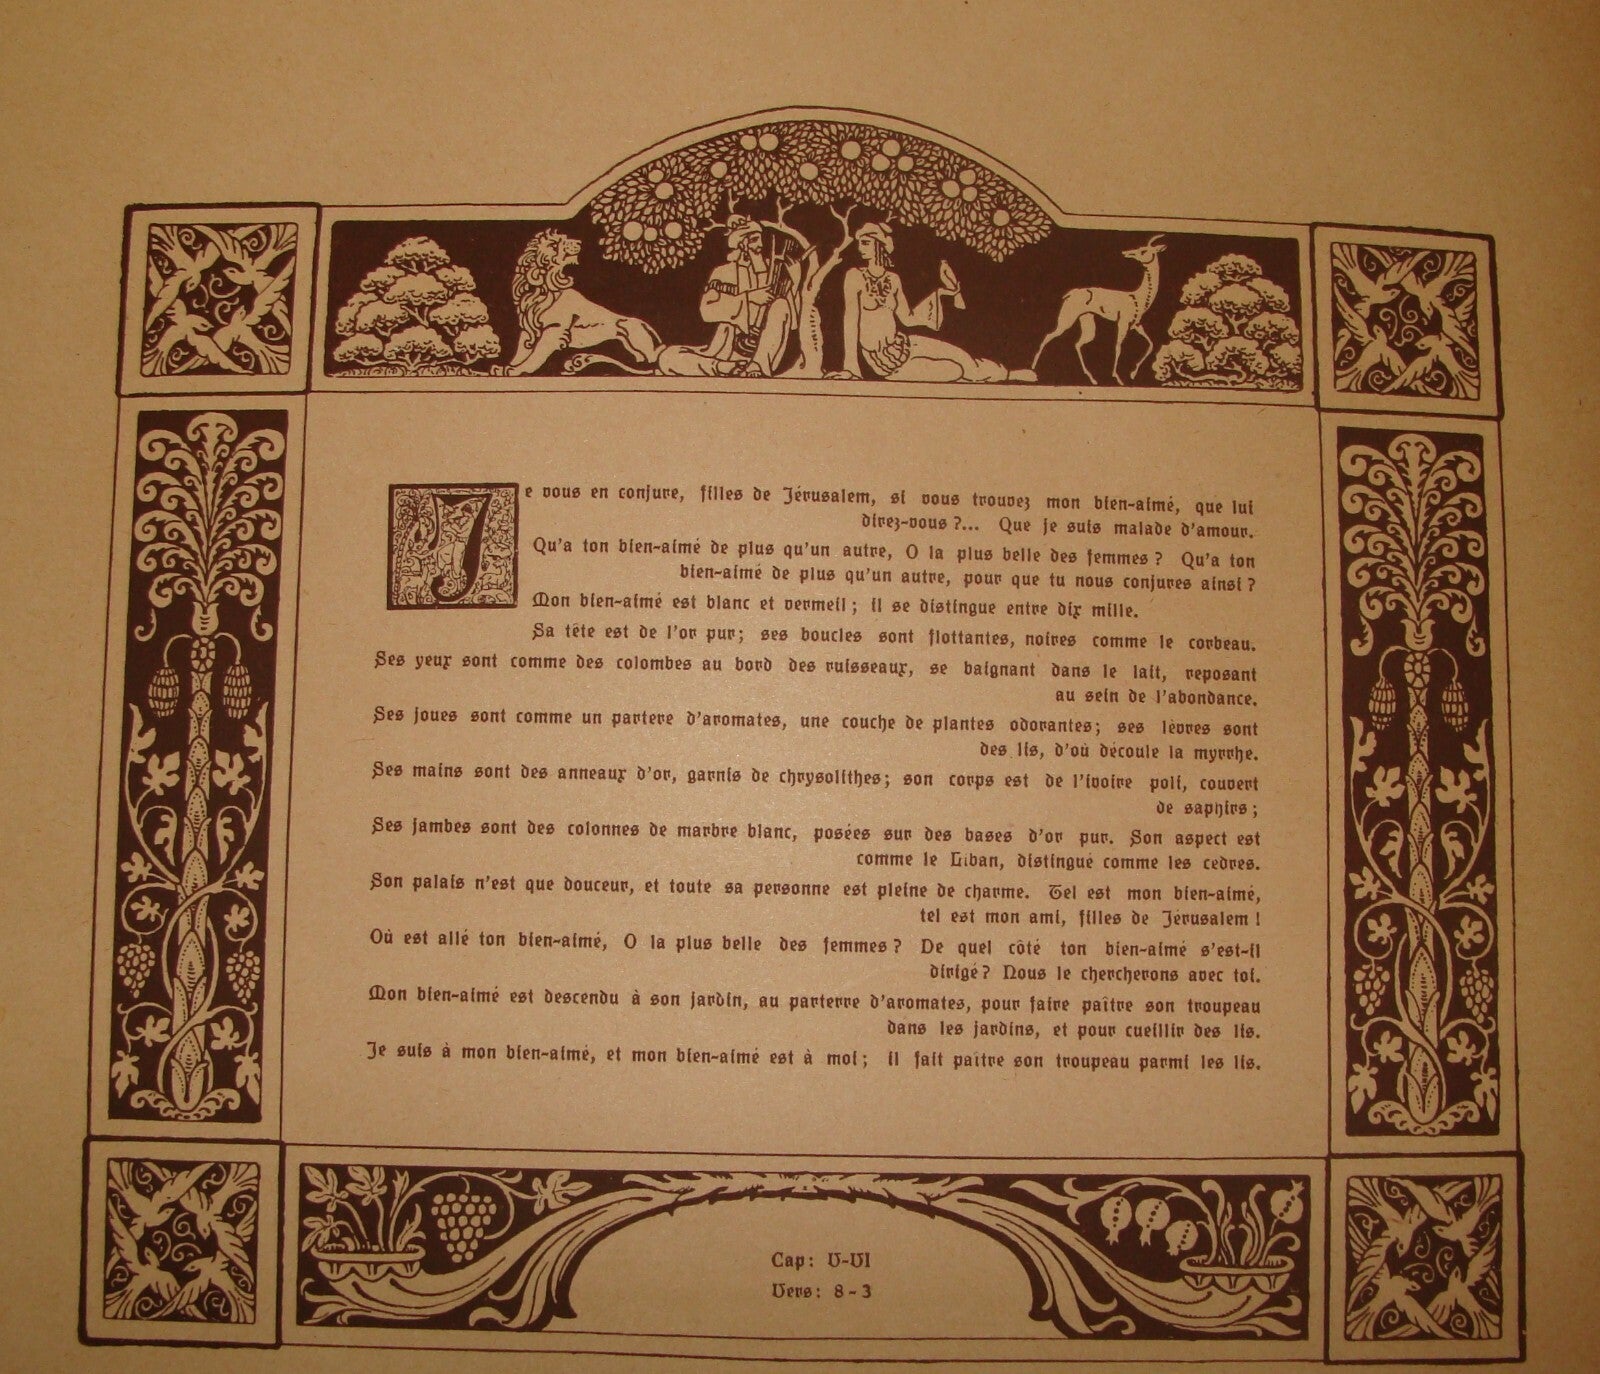 Je vous en conjure, filles de Jérusalem, si vous trouvez mon bien-aimé, que lui
direz-vous ?... Que je suis malade d'amour.
Qu'a ton bien-aimé de plus qu'un autre, O la plus belle des femmes ? Qu'a ton
bien-aimé de plus qu'un autre, pour que tu nous conjures ainsi ?
Mon bien-aimé est blanc et vermeil ; il se distingue entre dix mille.
Sa tête est de l'or pur; ses boucles sont flottantes, noires comme le corbeau.
Ses yeux sont comme des colombes au bord des ruisseaux, se baignant dans le lait, reposant
au sein de l'abondance.
Ses joues sont comme un partere d'aromates, une couche de plantes odorantes; ses lèvres sont
des lis, d'où découle la myrrhe.
Ses mains sont des anneaux d'or, garnis de chrysolithes; son corps est de l'ivoire poli, couvert
de saphirs ;
Ses jambes sont des colonnes de marbre blanc, posées sur des bases d'or pur. Son aspect est
comme le Liban, distingué comme les cedres.
Son palais n'est que douceur, et toute sa personne est pleine de charme. Tel est mon bien-aimé,
tel est mon ami, filles de Jérusalem !
Où est allé ton bien-aimé, O la plus belle des femmes ? De quel côté ton bien-aimé s'est-il
dirigé ? Nous le chercherons avec toi.
Mon bien-aimé est descendu à son jardin, au parterre d'aromates, pour faire paître son troupeau
dans les jardins, et pour cueillir des lis.
Je suis à mon bien-aimé, et mon bien-aimé est à moi ; il fait paître son troupeau parmi les lis.
Cap: V-VI
Vers: 8-3